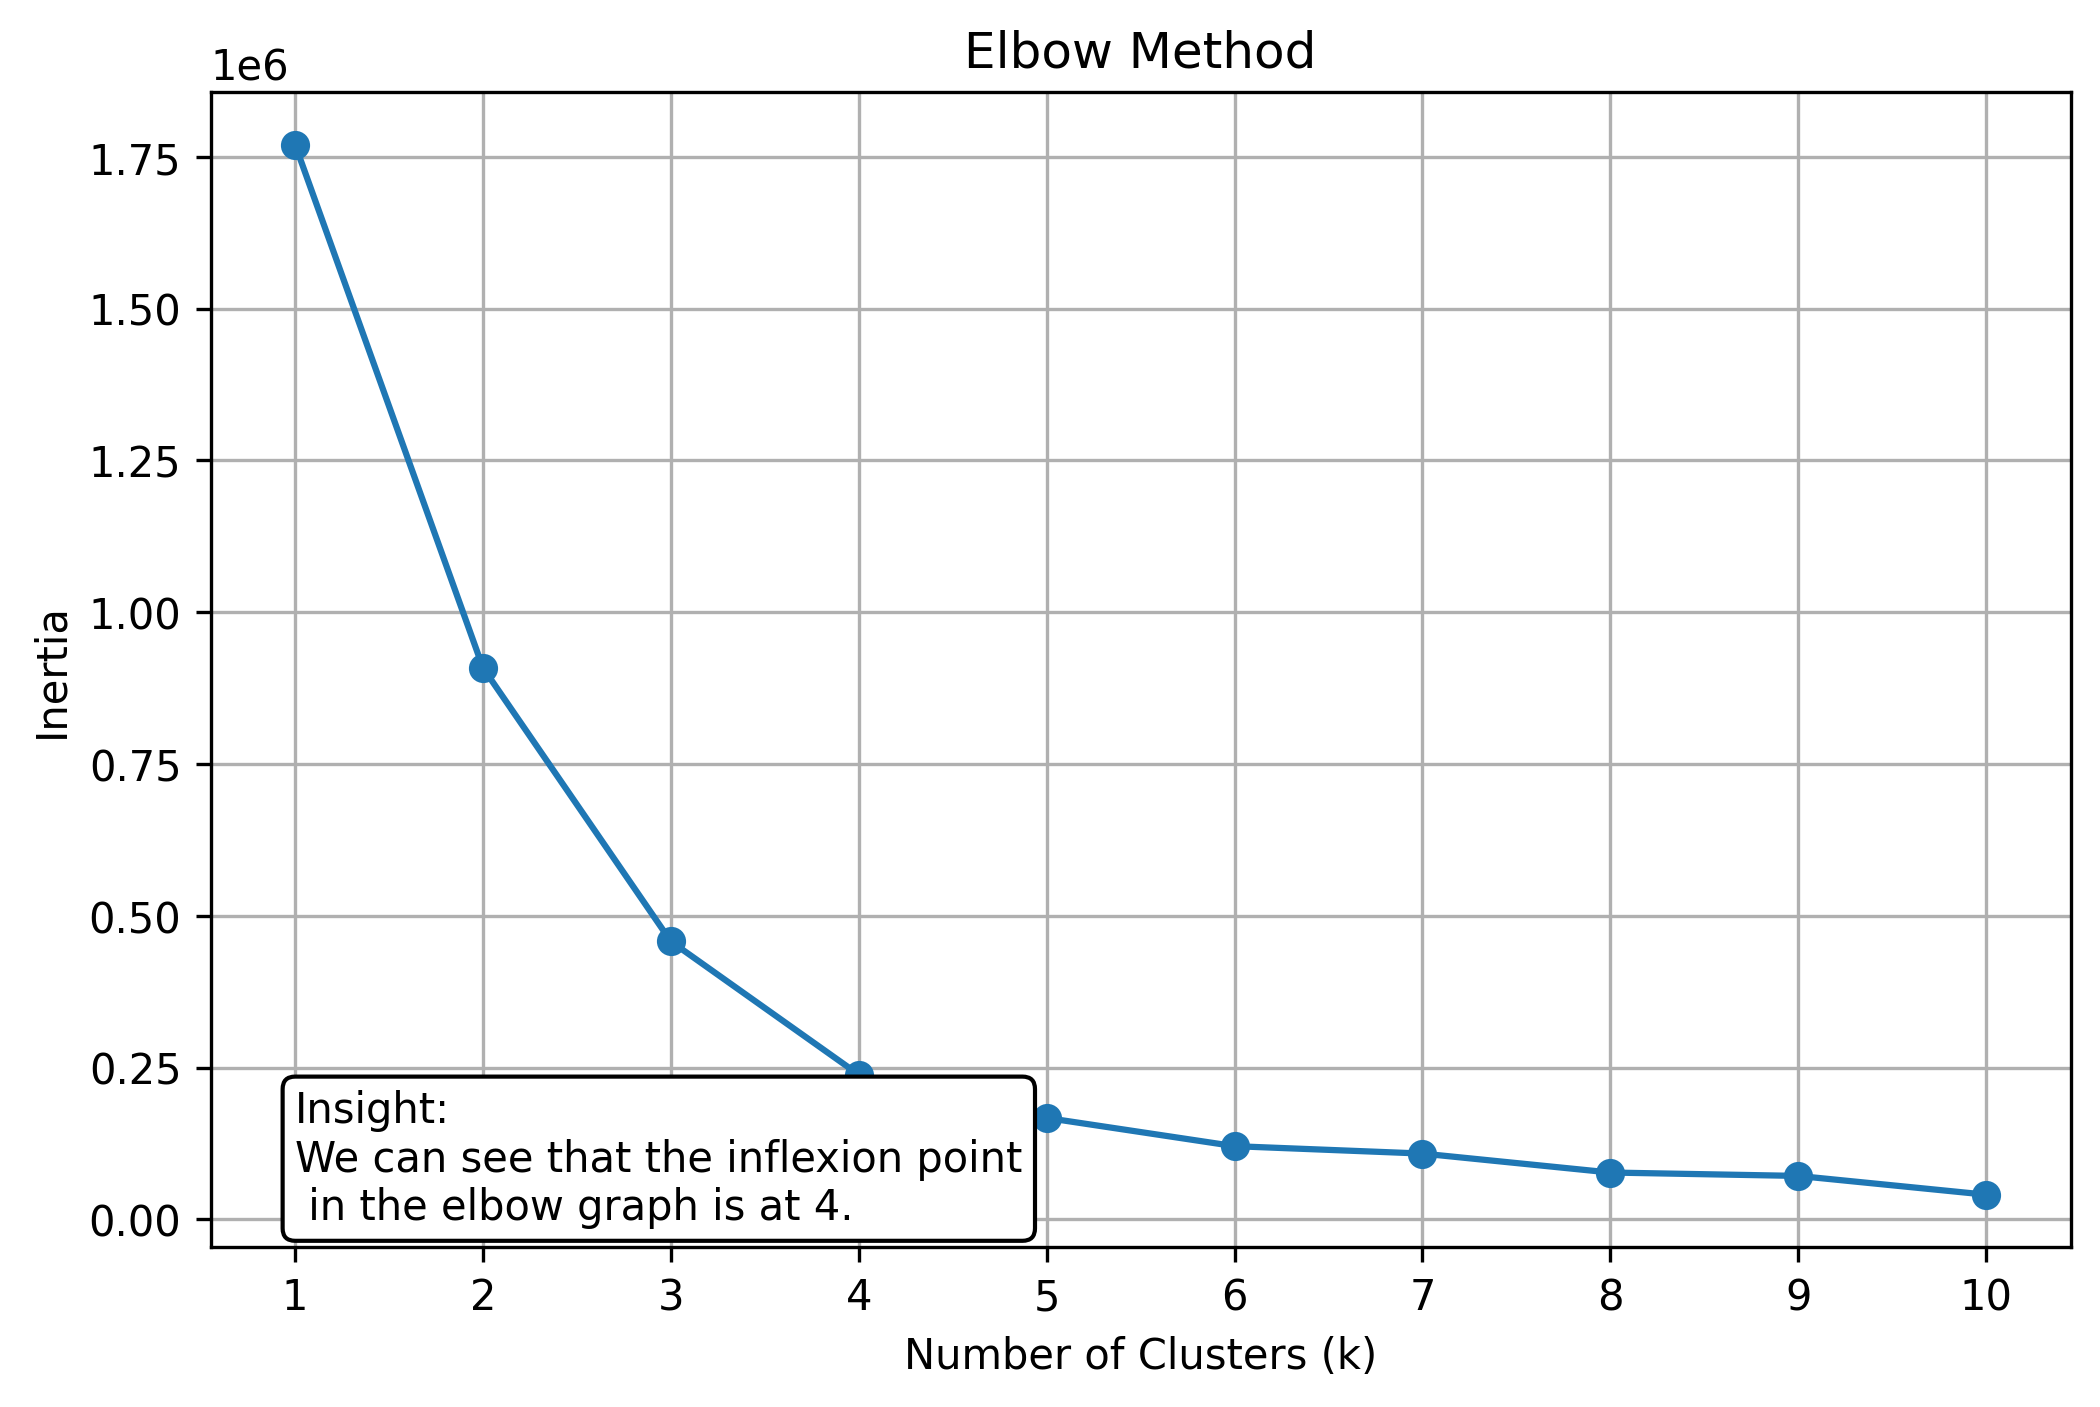 Elbow Method
1e6
1.75
1.50
1.25
1.00
0.75
0.50
0.25
0.00
Inertia
Insight:
We can see that the inflexion point
in the elbow graph is at 4.
1 2 3 4 5 6 7 8 9 10
Number of Clusters (k)